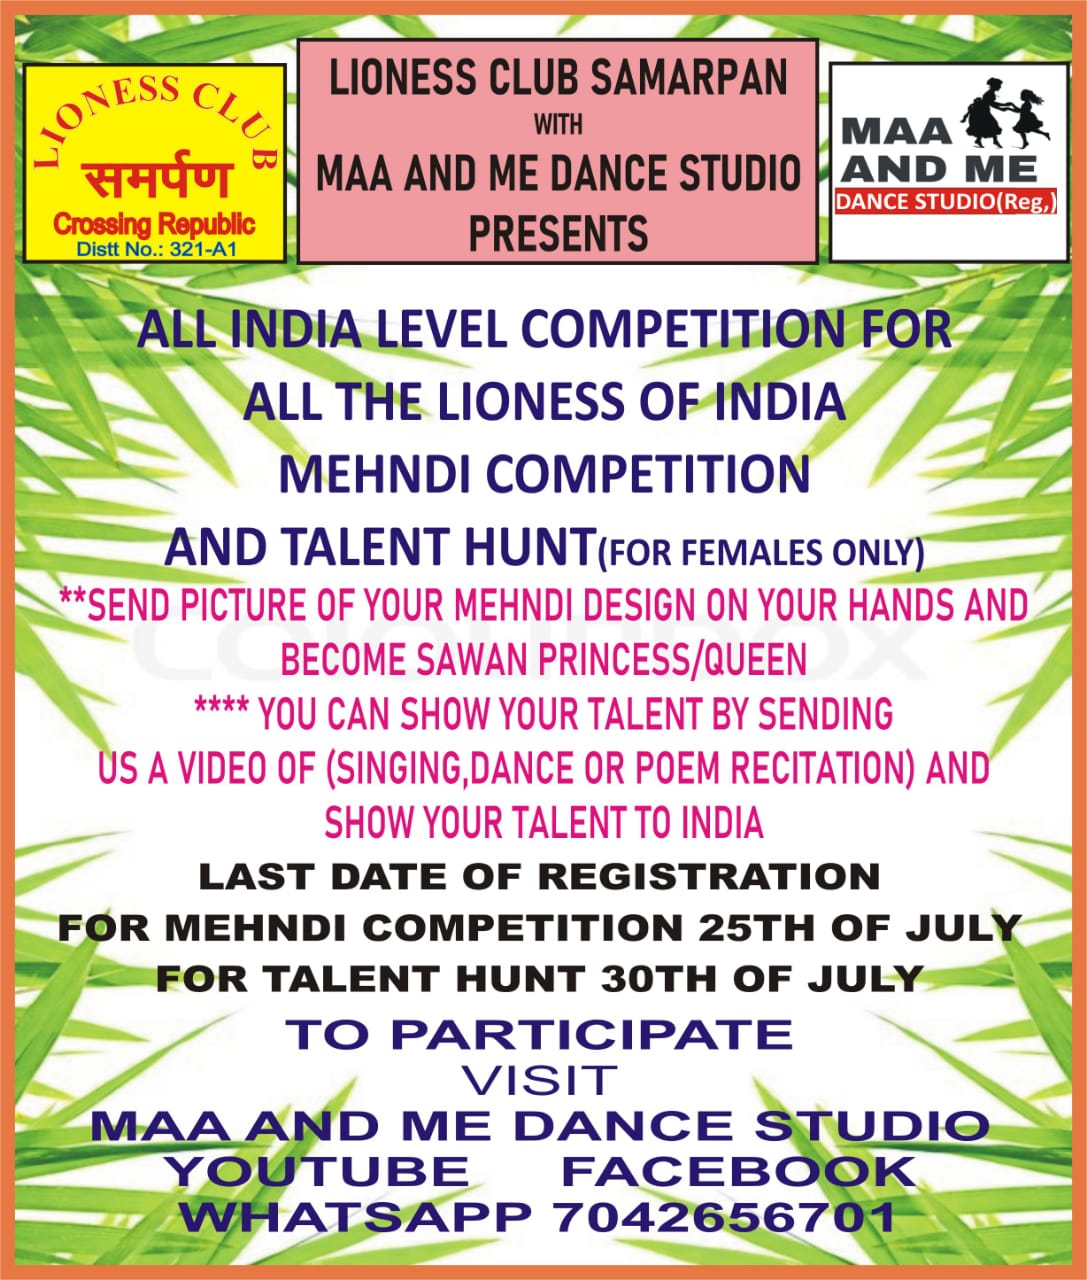 LIONESS CLUB
समर्पण
Crossing Republic
Distt No.: 321-A1
LIONESS CLUB SAMARPAN
WITH
MAA AND ME DANCE STUDIO
PRESENTS
MAA
AND ME
DANCE STUDIO(Reg,)
ALL INDIA LEVEL COMPETITION FOR
ALL THE LIONESS OF INDIA
MEHNDI COMPETITION
AND TALENT HUNT(FOR FEMALES ONLY)
**SEND PICTURE OF YOUR MEHNDI DESIGN ON YOUR HANDS AND
BECOME SAWAN PRINCESS/QUEEN
**** YOU CAN SHOW YOUR TALENT BY SENDING
US A VIDEO OF (SINGING,DANCE OR POEM RECITATION) AND
SHOW YOUR TALENT TO INDIA
LAST DATE OF REGISTRATION
FOR MEHNDI COMPETITION 25TH OF JULY
FOR TALENT HUNT 30TH OF JULY
TO PARTICIPATE
VISIT
MAA AND ME DANCE STUDIO
YOUTUBE FACEBOOK
WHATSAPP 7042656701